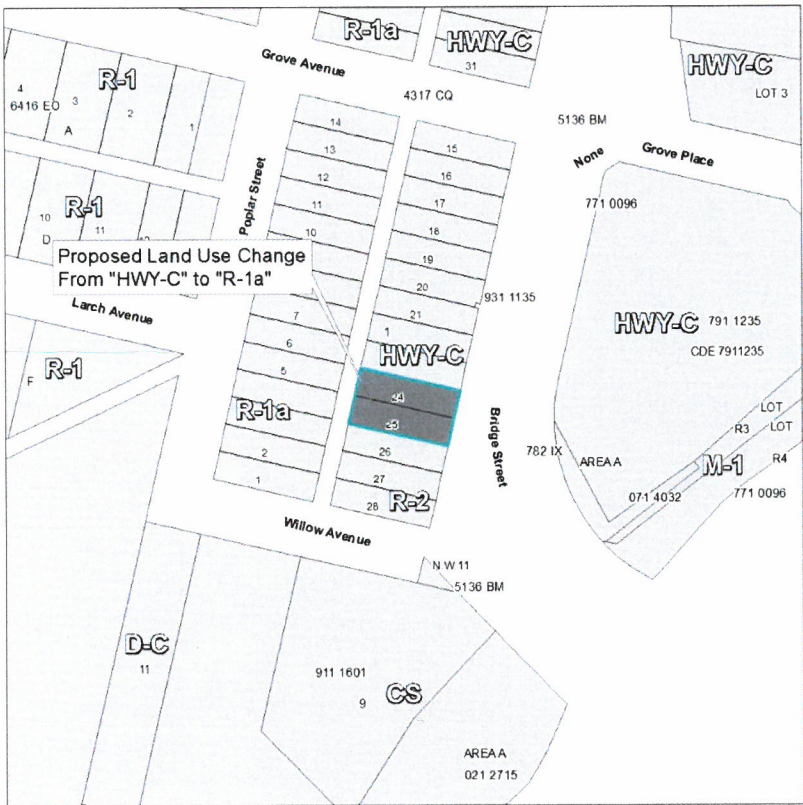 R-1a
HWY-C
31
HWY-C
LOT 3
Grove Avenue
4317 CQ
5136 BM
None
Grove Place
R-1
4
6416 EO
3
A
2
1
R-1
10
D
11
Poplar Street
14
13
12
11
10
15
16
17
18
19
20
21
1
771 0096
931 1135
Proposed Land Use Change
From "HWY-C" to "R-1a"
Larch Avenue
HWY-C
791 1235
CDE 7911235
7
6
5
HWY-C
R-1
F
R-1a
24
25
2
1
26
27
R-2
28
Bridge Street
782 IX
AREA A
LOT
R3
LOT
R4
M-1
071 4032
771 0096
Willow Avenue
N W 11
5136 BM
D-C
11
911 1601
9
CS
AREA A
021 2715